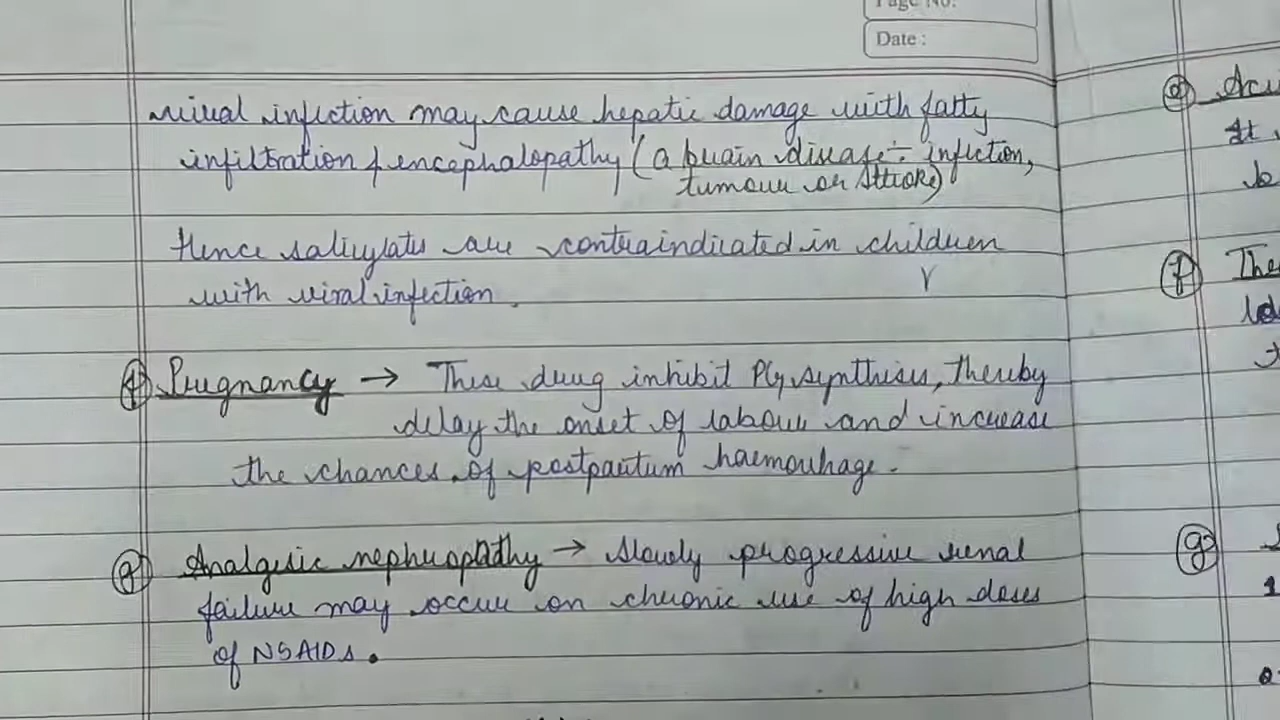 Page No.
Date :
viral infection may cause hepatic damage with fatty
infiltration & encephalopathy (a brain disease :- infection,
tumour or stroke)
Hence salicylates are contraindicated in children
with viral infection.
(f) Pregnancy → These drug inhibit PG synthesis, thereby
delay the onset of labour and increase
the chances of postpartum haemorrhage.
(g) Analgesic nephropathy → Slowly progressive renal
failure may occur on chronic use of high doses
of NSAIDs.
(f) The
(g)